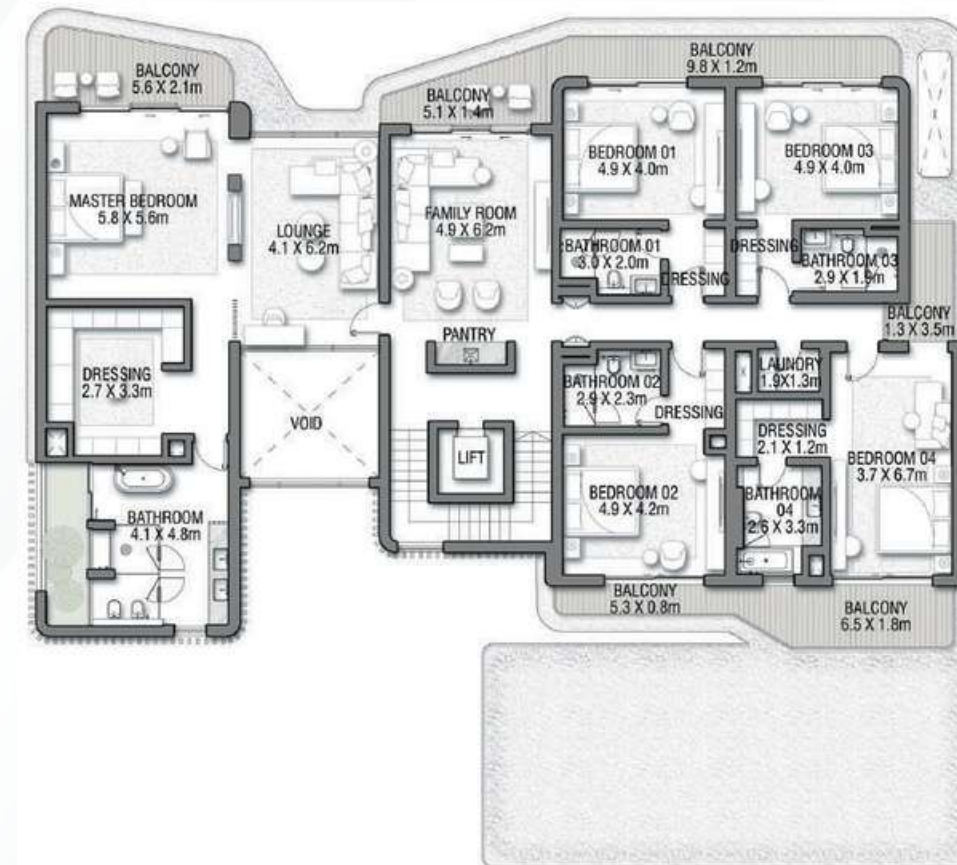 BALCONY
5.6 X 2.1m
BALCONY
5.1 X 1.4m
BALCONY
9.8 X 1.2m
MASTER BEDROOM
5.8 X 5.6m
LOUNGE
4.1 X 6.2m
FAMILY ROOM
4.9 X 6.2m
BEDROOM 01
4.9 X 4.0m
BEDROOM 03
4.9 X 4.0m
BATHROOM 01
3.0 X 2.0m
DRESSING
DRESSING
BATHROOM 03
2.9 X 1.9m
BALCONY
1.3 X 3.5m
PANTRY
DRESSING
2.7 X 3.3m
VOID
LIFT
BATHROOM 02
2.9 X 2.3m
DRESSING
LAUNDRY
1.9X1.3m
DRESSING
2.1 X 1.2m
BEDROOM 04
3.7 X 6.7m
BEDROOM 02
4.9 X 4.2m
BATHROOM
04
2.6 X 3.3m
BATHROOM
4.1 X 4.8m
BALCONY
5.3 X 0.8m
BALCONY
6.5 X 1.8m